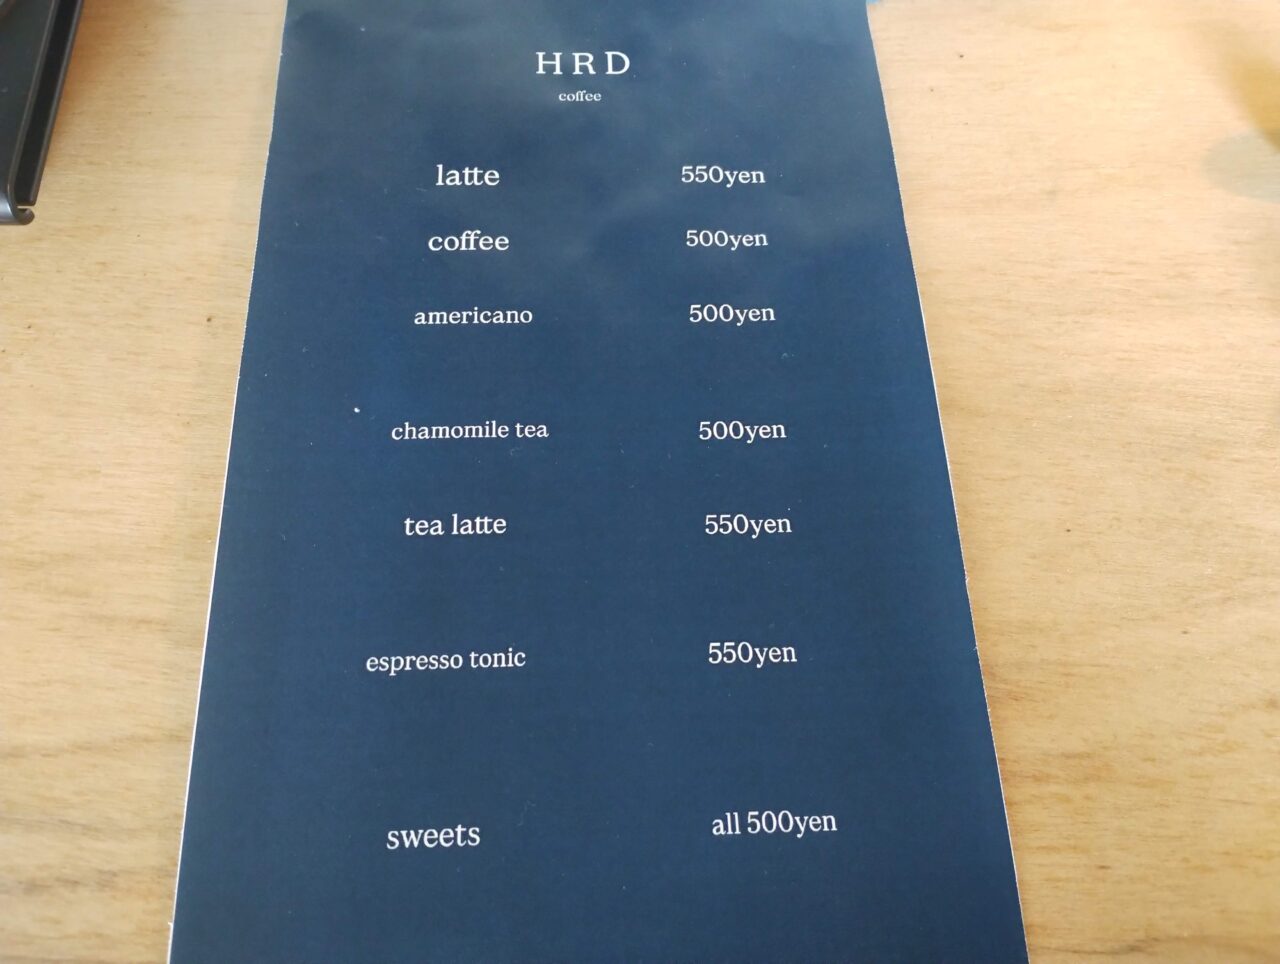 HRD
coffee
latte 550yen
coffee 500yen
americano 500yen
chamomile tea 500yen
tea latte 550yen
espresso tonic 550yen
sweets all 500yen